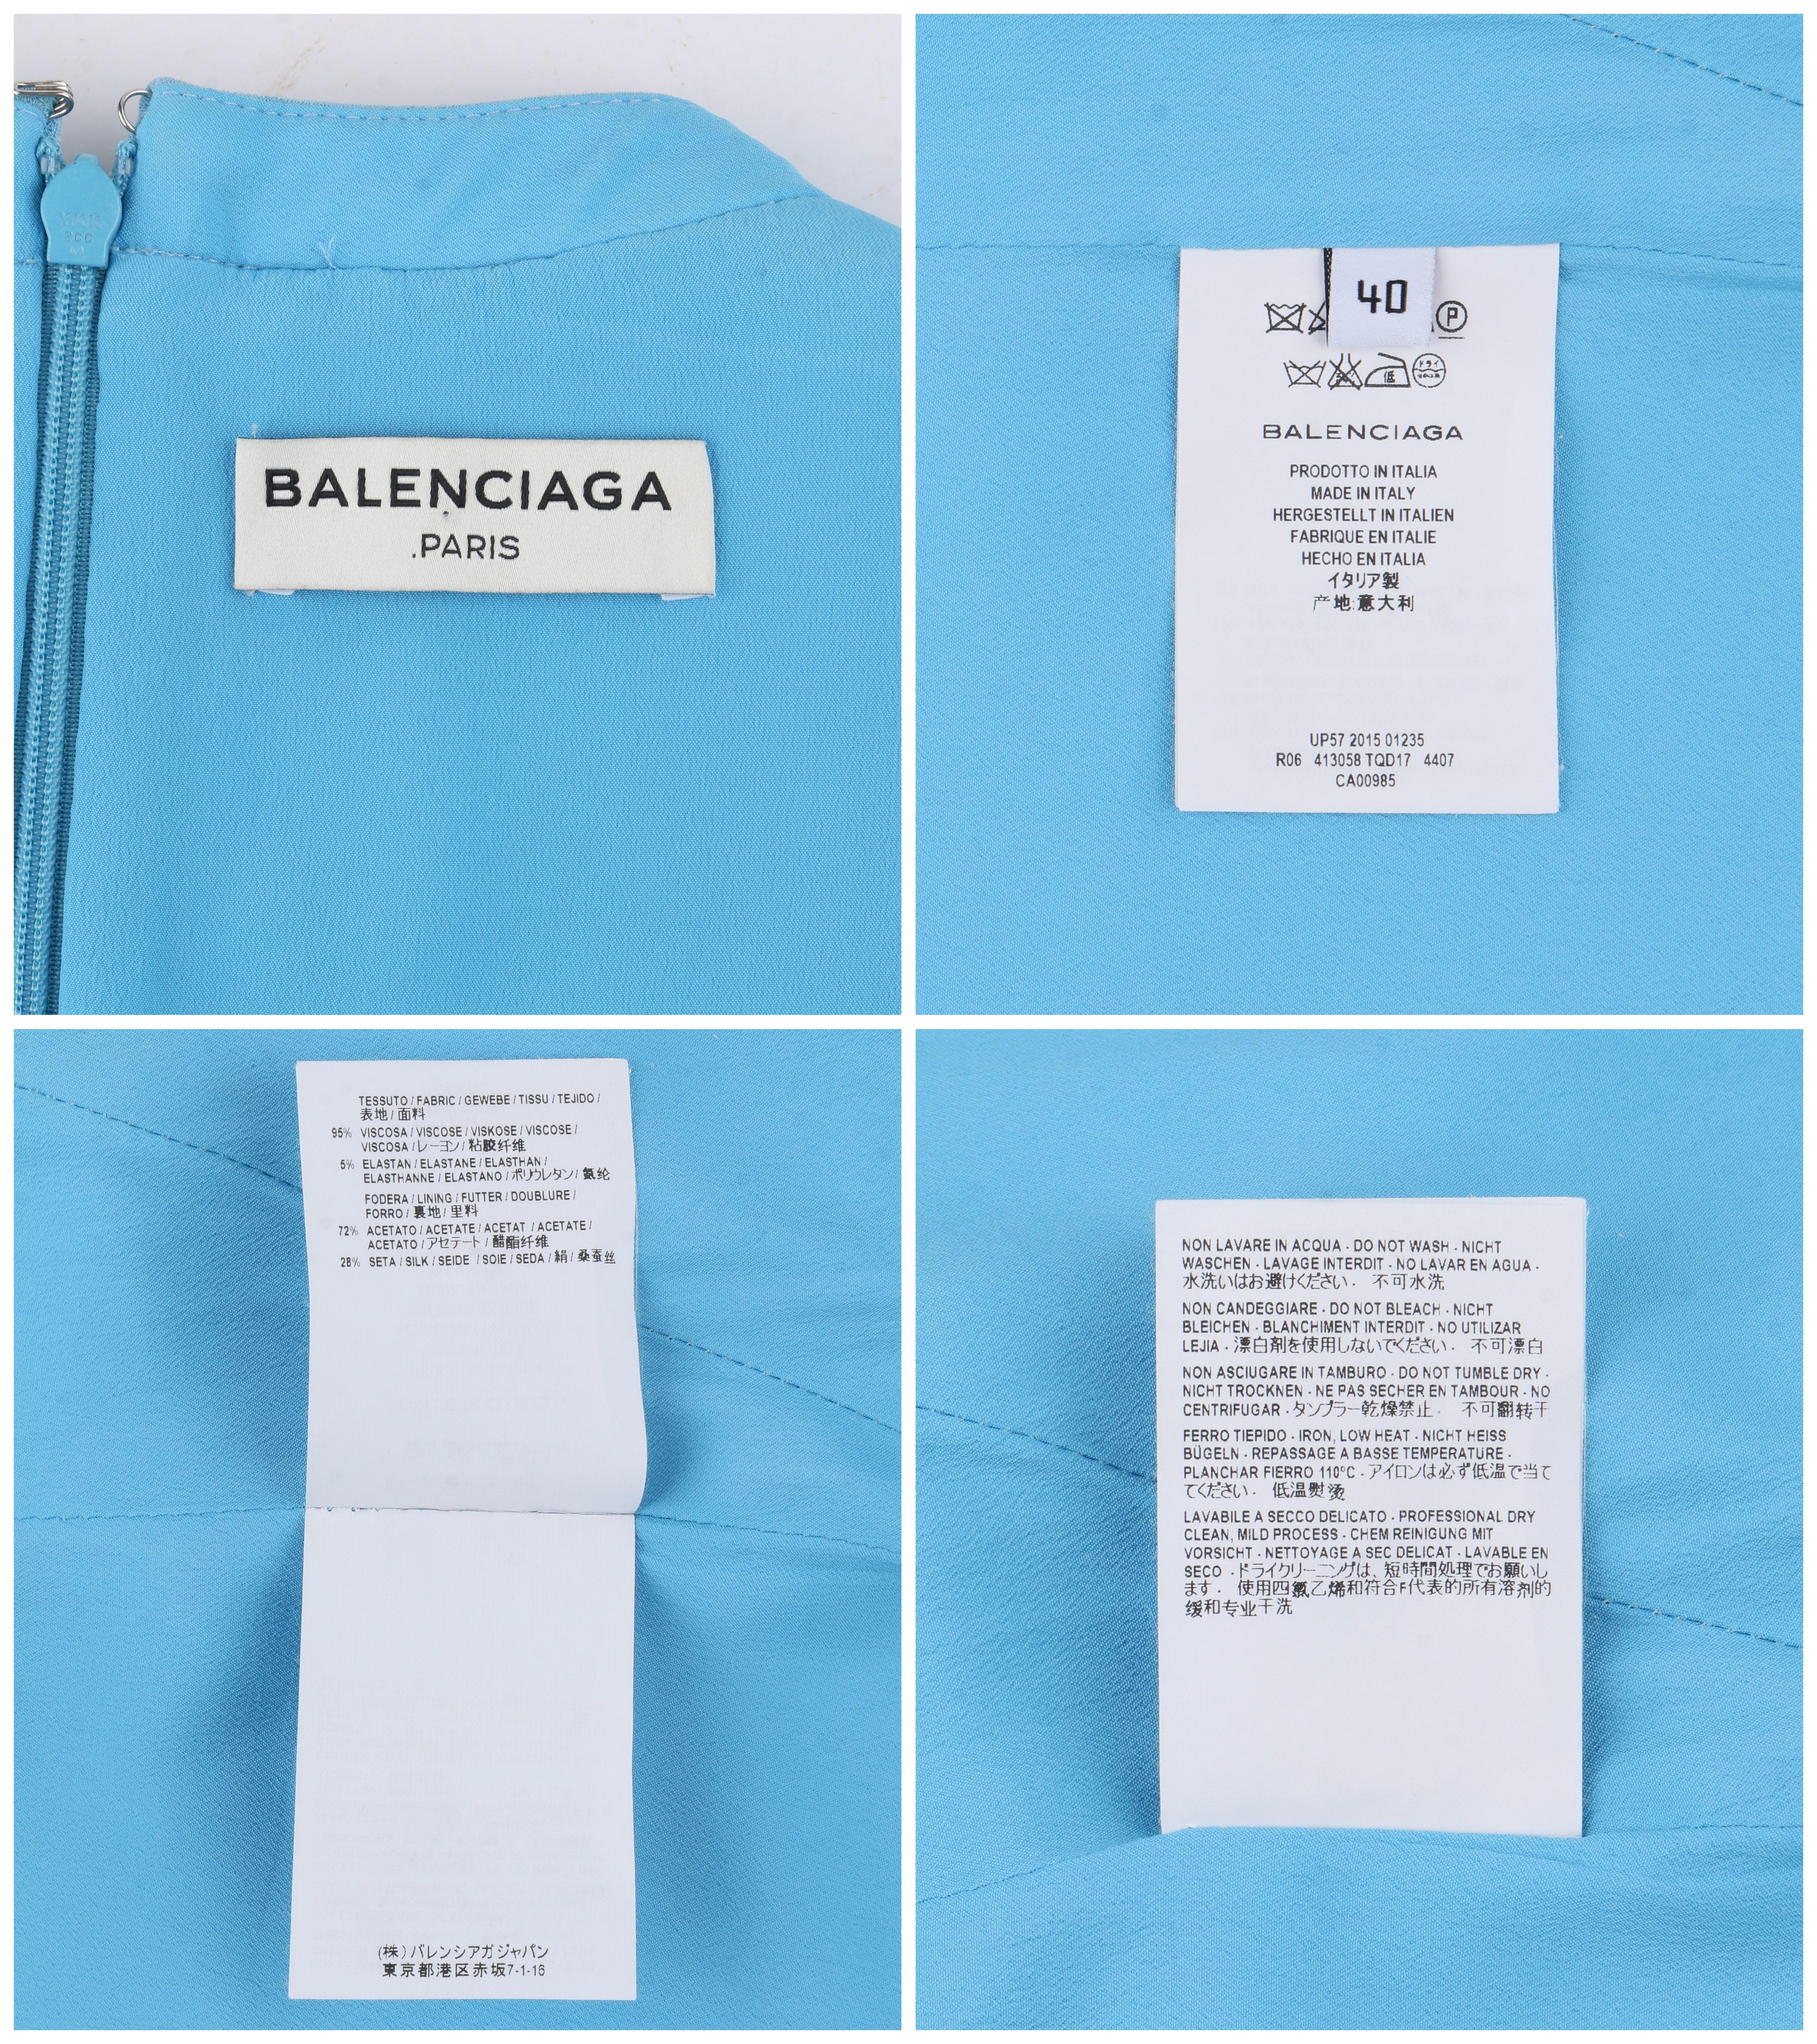 BALENCIAGA
.PARIS
40
P
低
ドライ
BALENCIAGA
PRODOTTO IN ITALIA
MADE IN ITALY
HERGESTELLT IN ITALIEN
FABRIQUE EN ITALIE
HECHO EN ITALIA
イタリア製
产地:意大利
UP57 2015 01235
R06 413058 TQD17 4407
CA00985
TESSUTO / FABRIC / GEWEBE / TISSU / TEJIDO /
表地 / 面料
95% VISCOSA / VISCOSE / VISKOSE / VISCOSE /
VISCOSA / レーヨン / 粘胶纤维
5% ELASTAN / ELASTANE / ELASTHAN /
ELASTHANNE / ELASTANO / ポリウレタン / 氨纶
FODERA / LINING / FUTTER / DOUBLURE /
FORRO / 裏地 / 里料
72% ACETATO / ACETATE / ACETAT / ACETATE /
ACETATO / アセテート / 醋酯纤维
28% SETA / SILK / SEIDE / SOIE / SEDA / 絹 / 桑蚕丝
(株) バレンシアガジャパン
東京都港区赤坂7-1-16
NON LAVARE IN ACQUA - DO NOT WASH - NICHT
WASCHEN - LAVAGE INTERDIT - NO LAVAR EN AGUA -
水洗いはお避けください - 不可水洗
NON CANDEGGIARE - DO NOT BLEACH - NICHT
BLEICHEN - BLANCHIMENT INTERDIT - NO UTILIZAR
LEJIA - 漂白剤を使用しないでください - 不可漂白
NON ASCIUGARE IN TAMBURO - DO NOT TUMBLE DRY -
NICHT TROCKNEN - NE PAS SECHER EN TAMBOUR - NO
CENTRIFUGAR - タンブラー乾燥禁止 - 不可翻转干
FERRO TIEPIDO - IRON, LOW HEAT - NICHT HEISS
BÜGELN - REPASSAGE A BASSE TEMPERATURE -
PLANCHAR FIERRO 110°C - アイロンは必ず低温で当て
てください - 低温熨烫
LAVABILE A SECCO DELICATO - PROFESSIONAL DRY
CLEAN, MILD PROCESS - CHEM REINIGUNG MIT
VORSICHT - NETTOYAGE A SEC DELICAT - LAVABLE EN
SECO - ドライクリーニングは、短時間処理でお願いし
ます - 使用四氯乙烯和符合F代表的所有溶剂的
缓和专业干洗